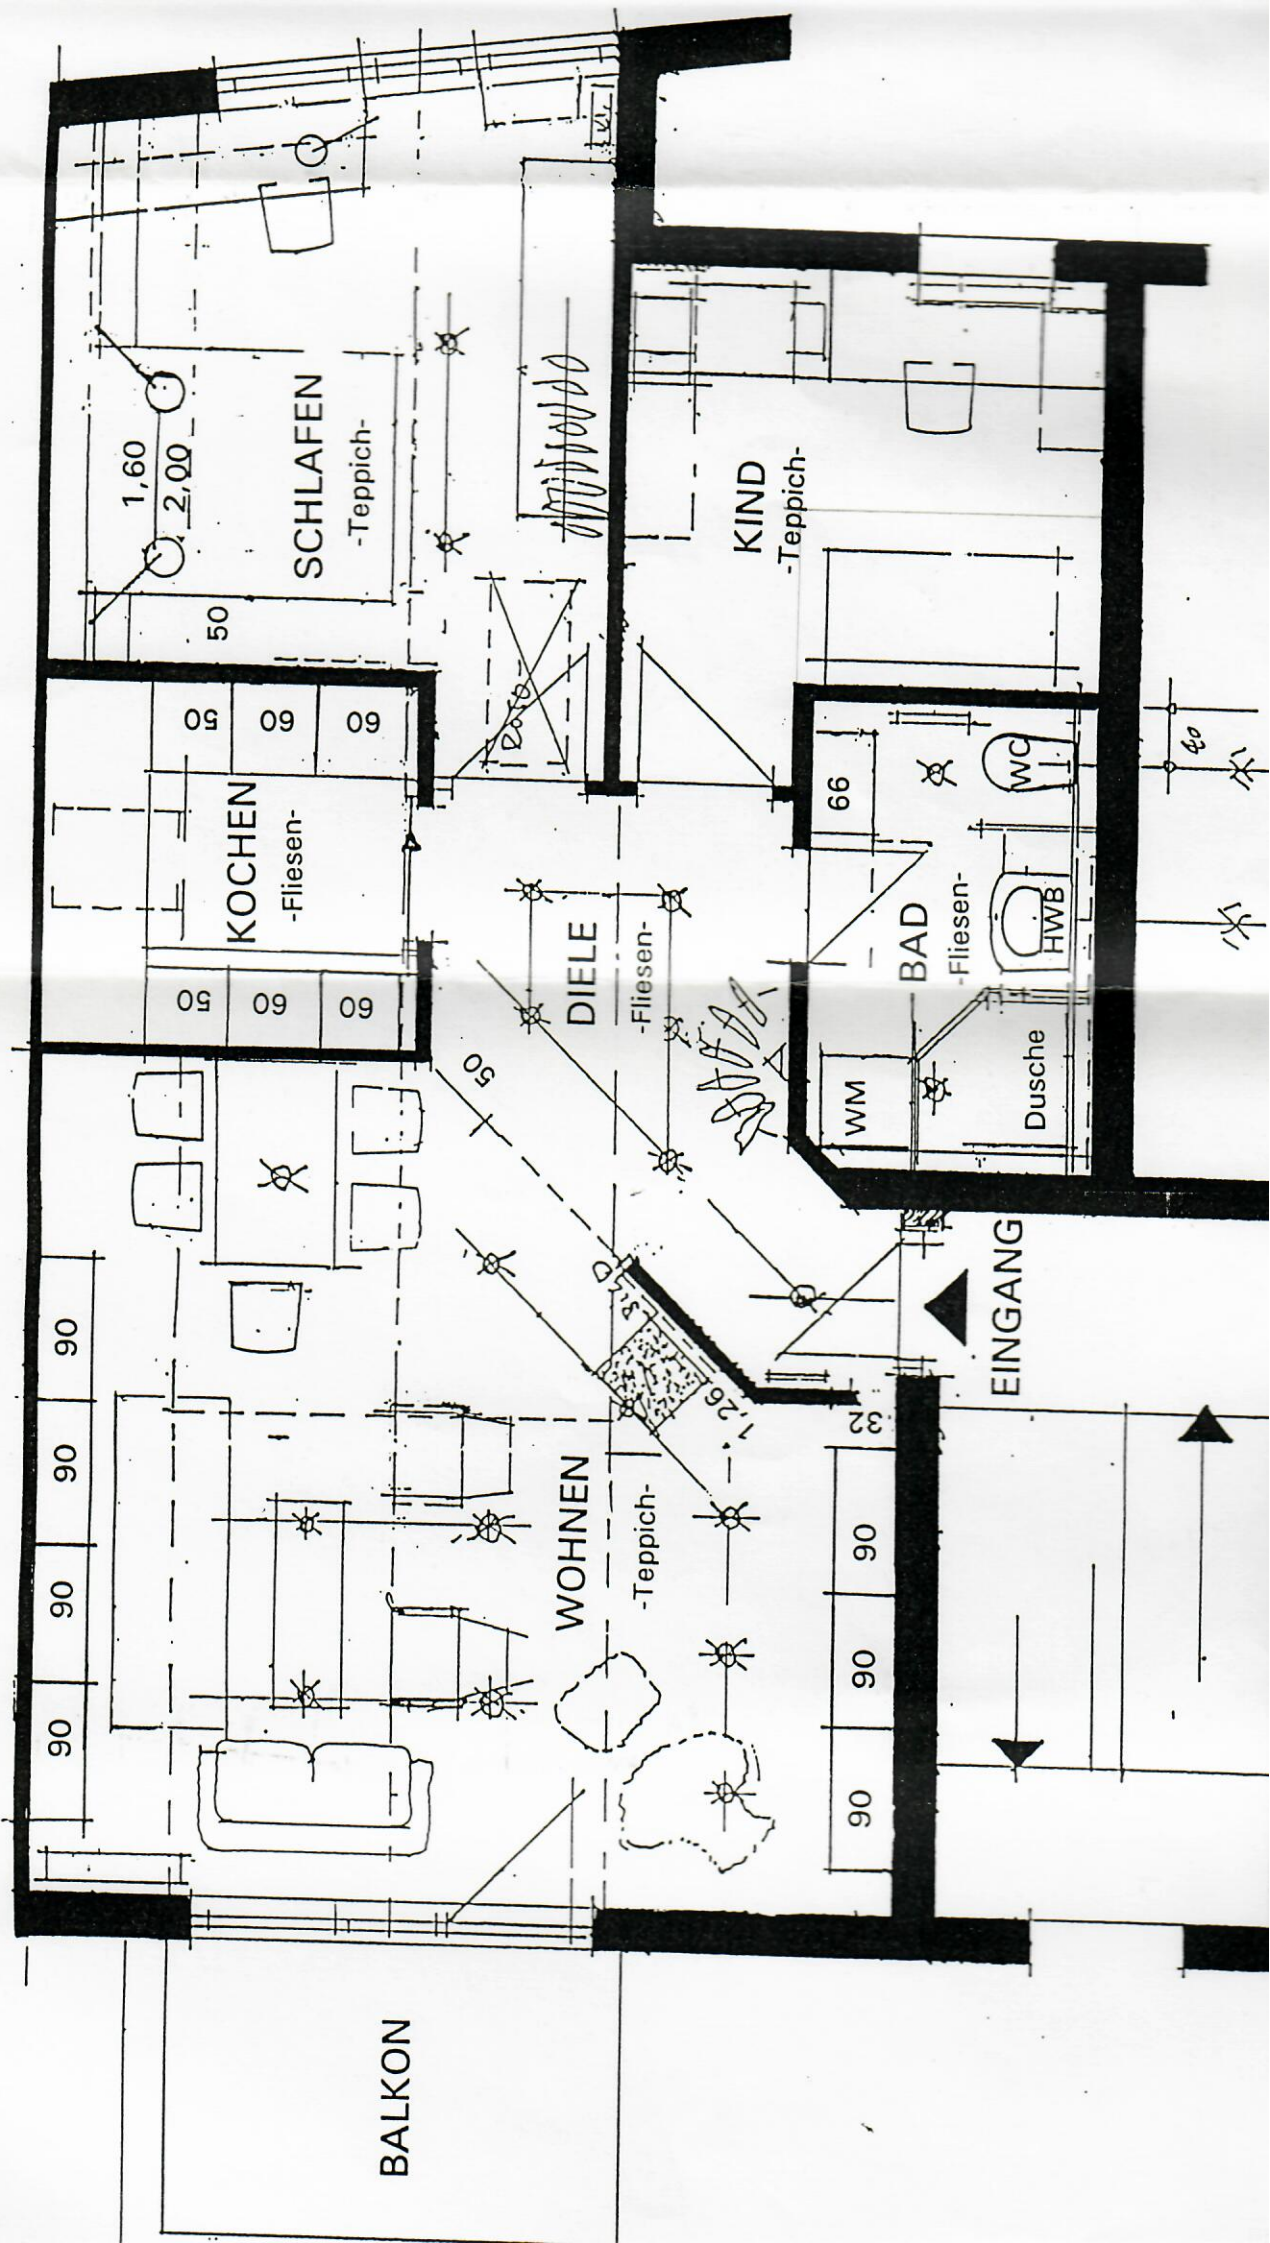 BALKON
90
90
90
90
WOHNEN
-Teppich-
90
90
90
32
1,26
BILD
50
EINGANG
KOCHEN
-Fliesen-
50
60
60
50
60
60
DIELE
-Fliesen-
BAD
-Fliesen-
WM
Dusche
HWB
WC
66
80
SCHLAFEN
-Teppich-
1,60
2,00
50
KIND
-Teppich-